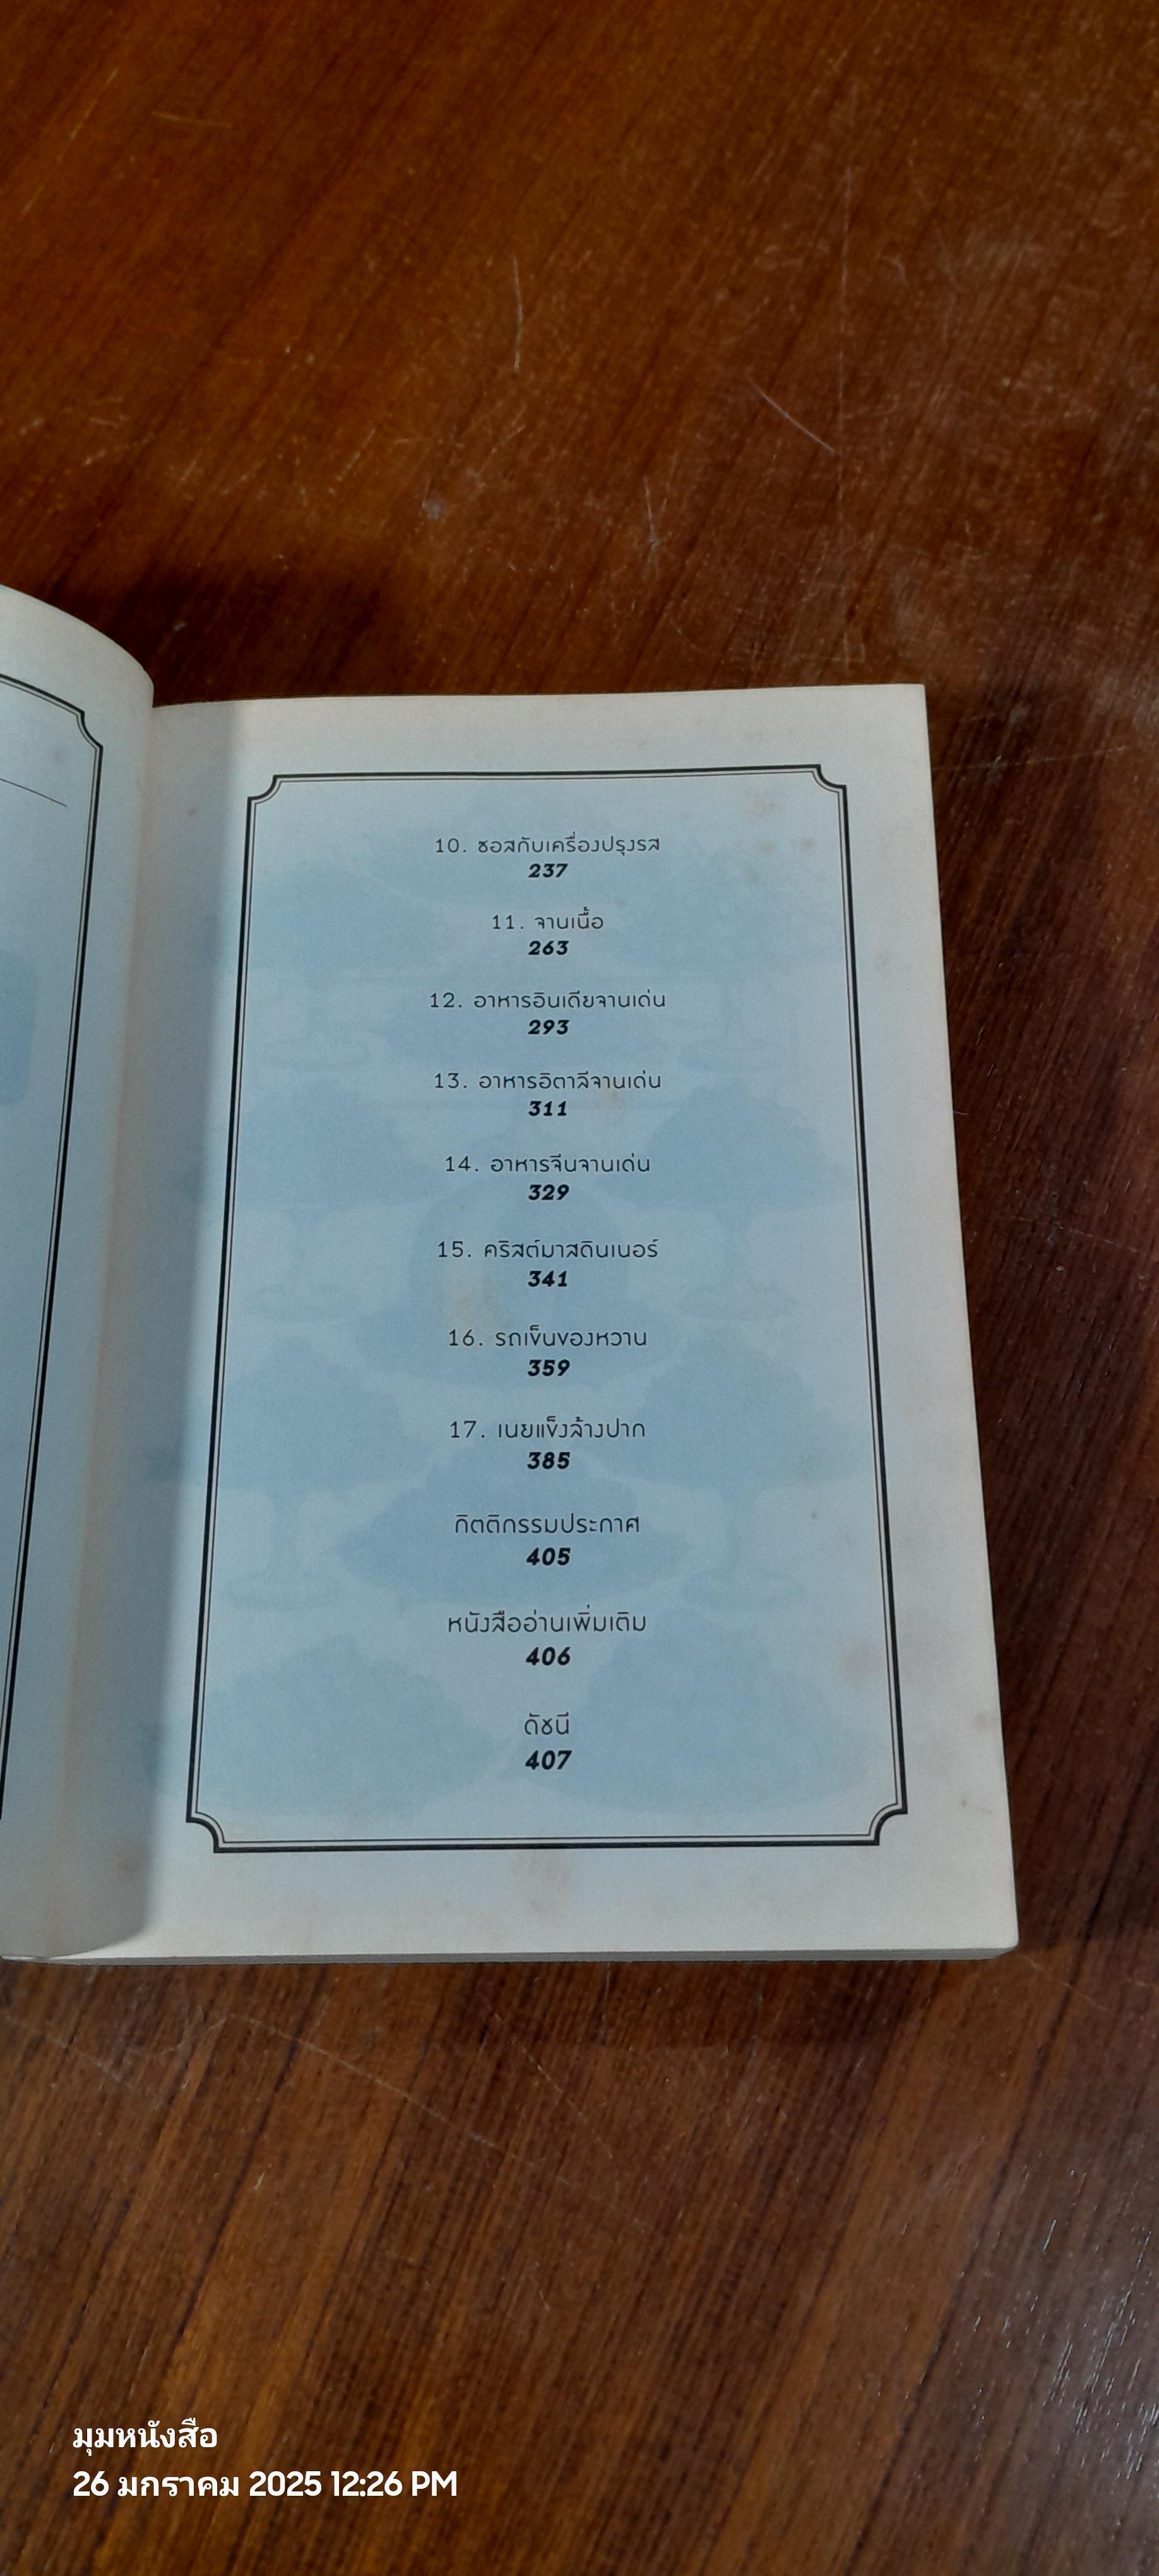 10. ซอสกับเครื่องปรุงรส
237
11. จานเนื้อ
263
12. อาหารอินเดียจานเด่น
293
13. อาหารอิตาลีจานเด่น
311
14. อาหารจีนจานเด่น
329
15. คริสต์มาสดินเนอร์
341
16. รถเข็นของหวาน
359
17. เนยแข็งล้างปาก
385
กิตติกรรมประกาศ
405
หนังสืออ่านเพิ่มเติม
406
ดัชนี
407
มุมหนังสือ
26 มกราคม 2025 12:26 PM